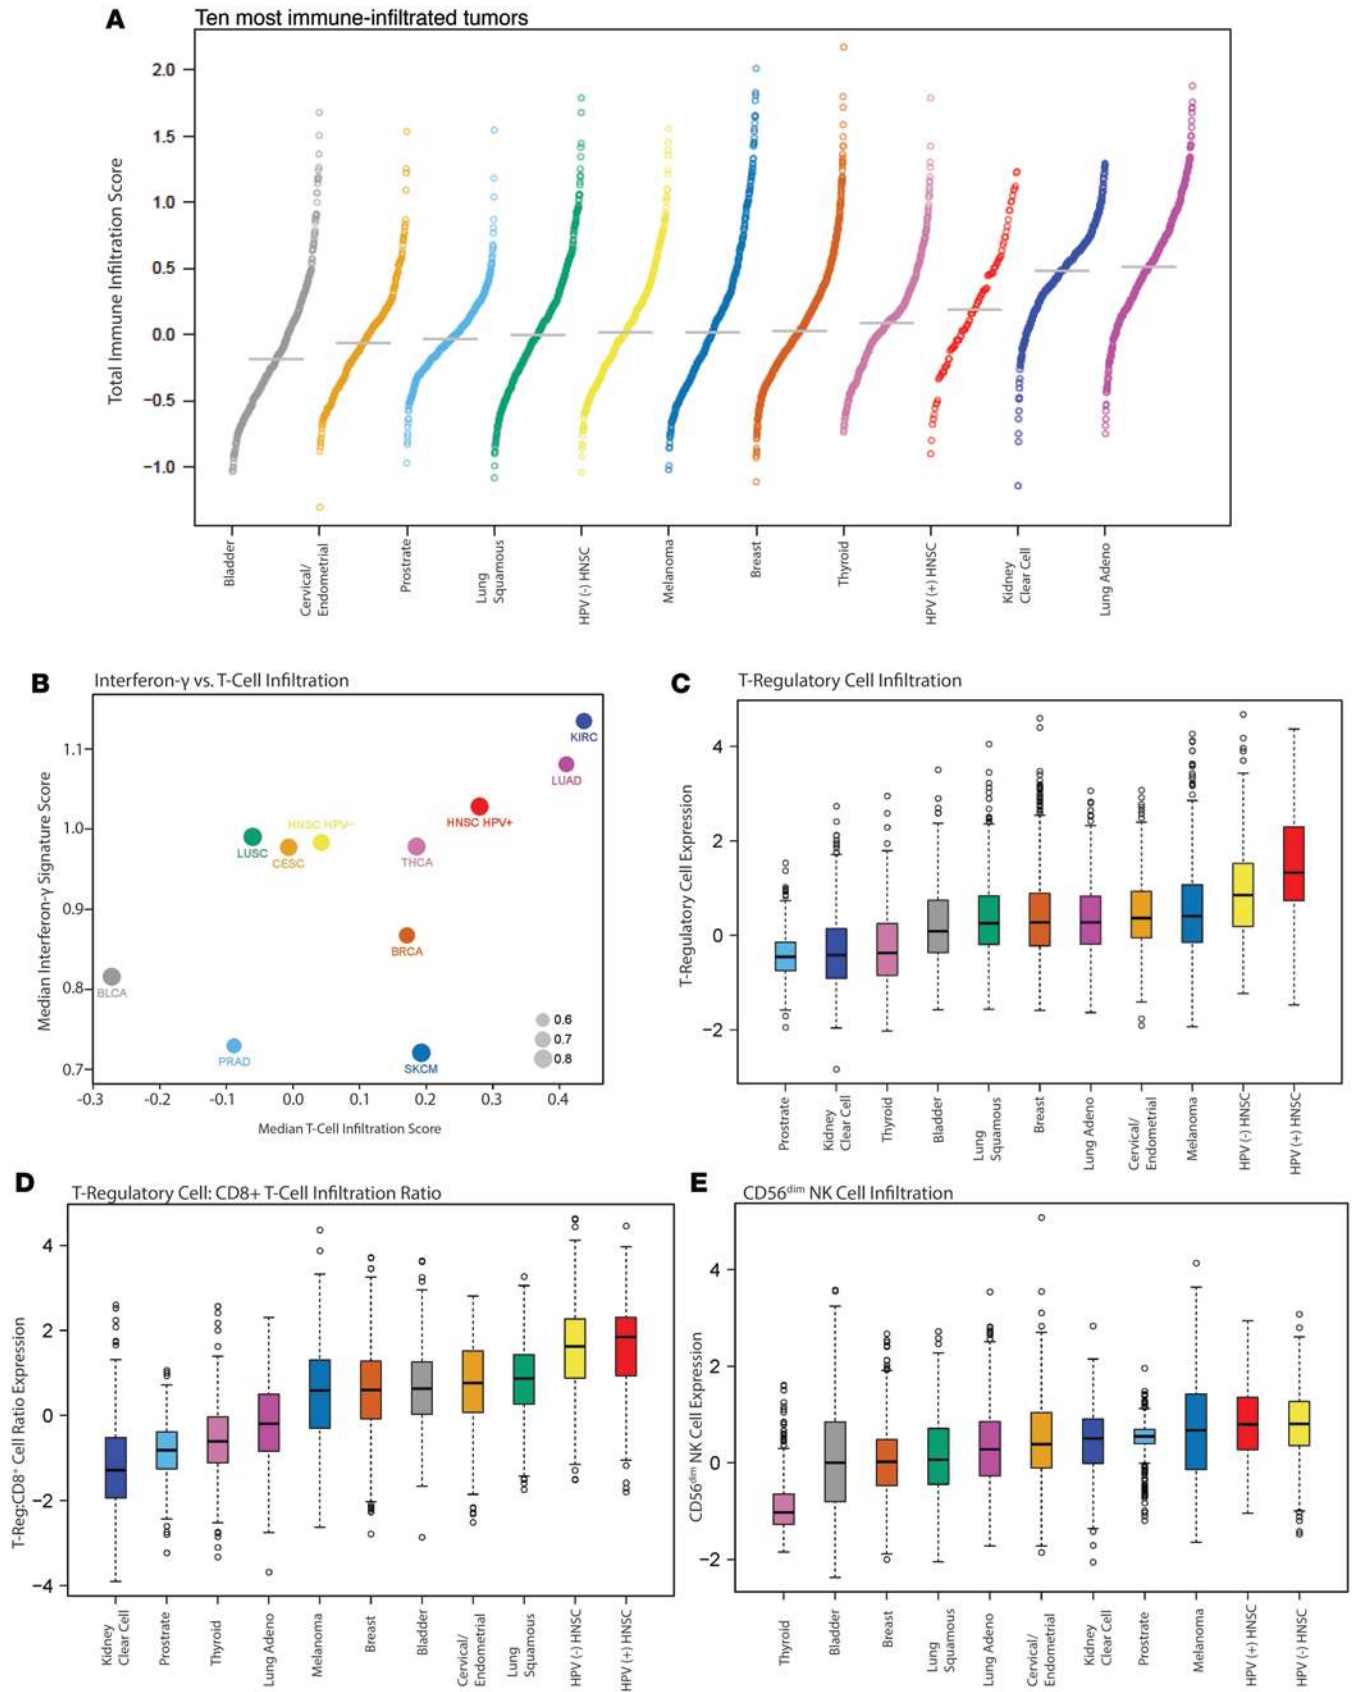 A
Ten most immune-infiltrated tumors
Total Immune Infiltration Score
2.0
1.5
1.0
0.5
0.0
−0.5
−1.0
Bladder
Cervical/
Endometrial
Prostrate
Lung
Squamous
HPV (-) HNSC
Melanoma
Breast
Thyroid
HPV (+) HNSC
Kidney
Clear Cell
Lung Adeno
B
Interferon-γ vs. T-Cell Infiltration
Median Interferon-γ Signature Score
1.1
1.0
0.9
0.8
0.7
KIRC
LUAD
HNSC HPV+
HNSC HPV−
LUSC
CESC
THCA
BRCA
BLCA
PRAD
SKCM
0.6
0.7
0.8
-0.3
-0.2
-0.1
0.0
0.1
0.2
0.3
0.4
Median T-Cell Infiltration Score
C
T-Regulatory Cell Infiltration
T-Regulatory Cell Expression
4
2
0
−2
Prostrate
Kidney
Clear Cell
Thyroid
Bladder
Lung
Squamous
Breast
Lung Adeno
Cervical/
Endometrial
Melanoma
HPV (-) HNSC
HPV (+) HNSC
D
T-Regulatory Cell: CD8+ T-Cell Infiltration Ratio
T-Reg:CD8⁺ Cell Ratio Expression
4
2
0
−2
−4
Kidney
Clear Cell
Prostrate
Thyroid
Lung Adeno
Melanoma
Breast
Bladder
Cervical/
Endometrial
Lung
Squamous
HPV (-) HNSC
HPV (+) HNSC
E
CD56ᵈⁱᵐ NK Cell Infiltration
CD56ᵈⁱᵐ NK Cell Expression
4
2
0
−2
Thyroid
Bladder
Breast
Lung
Squamous
Lung Adeno
Cervical/
Endometrial
Kidney
Clear Cell
Prostrate
Melanoma
HPV (+) HNSC
HPV (-) HNSC